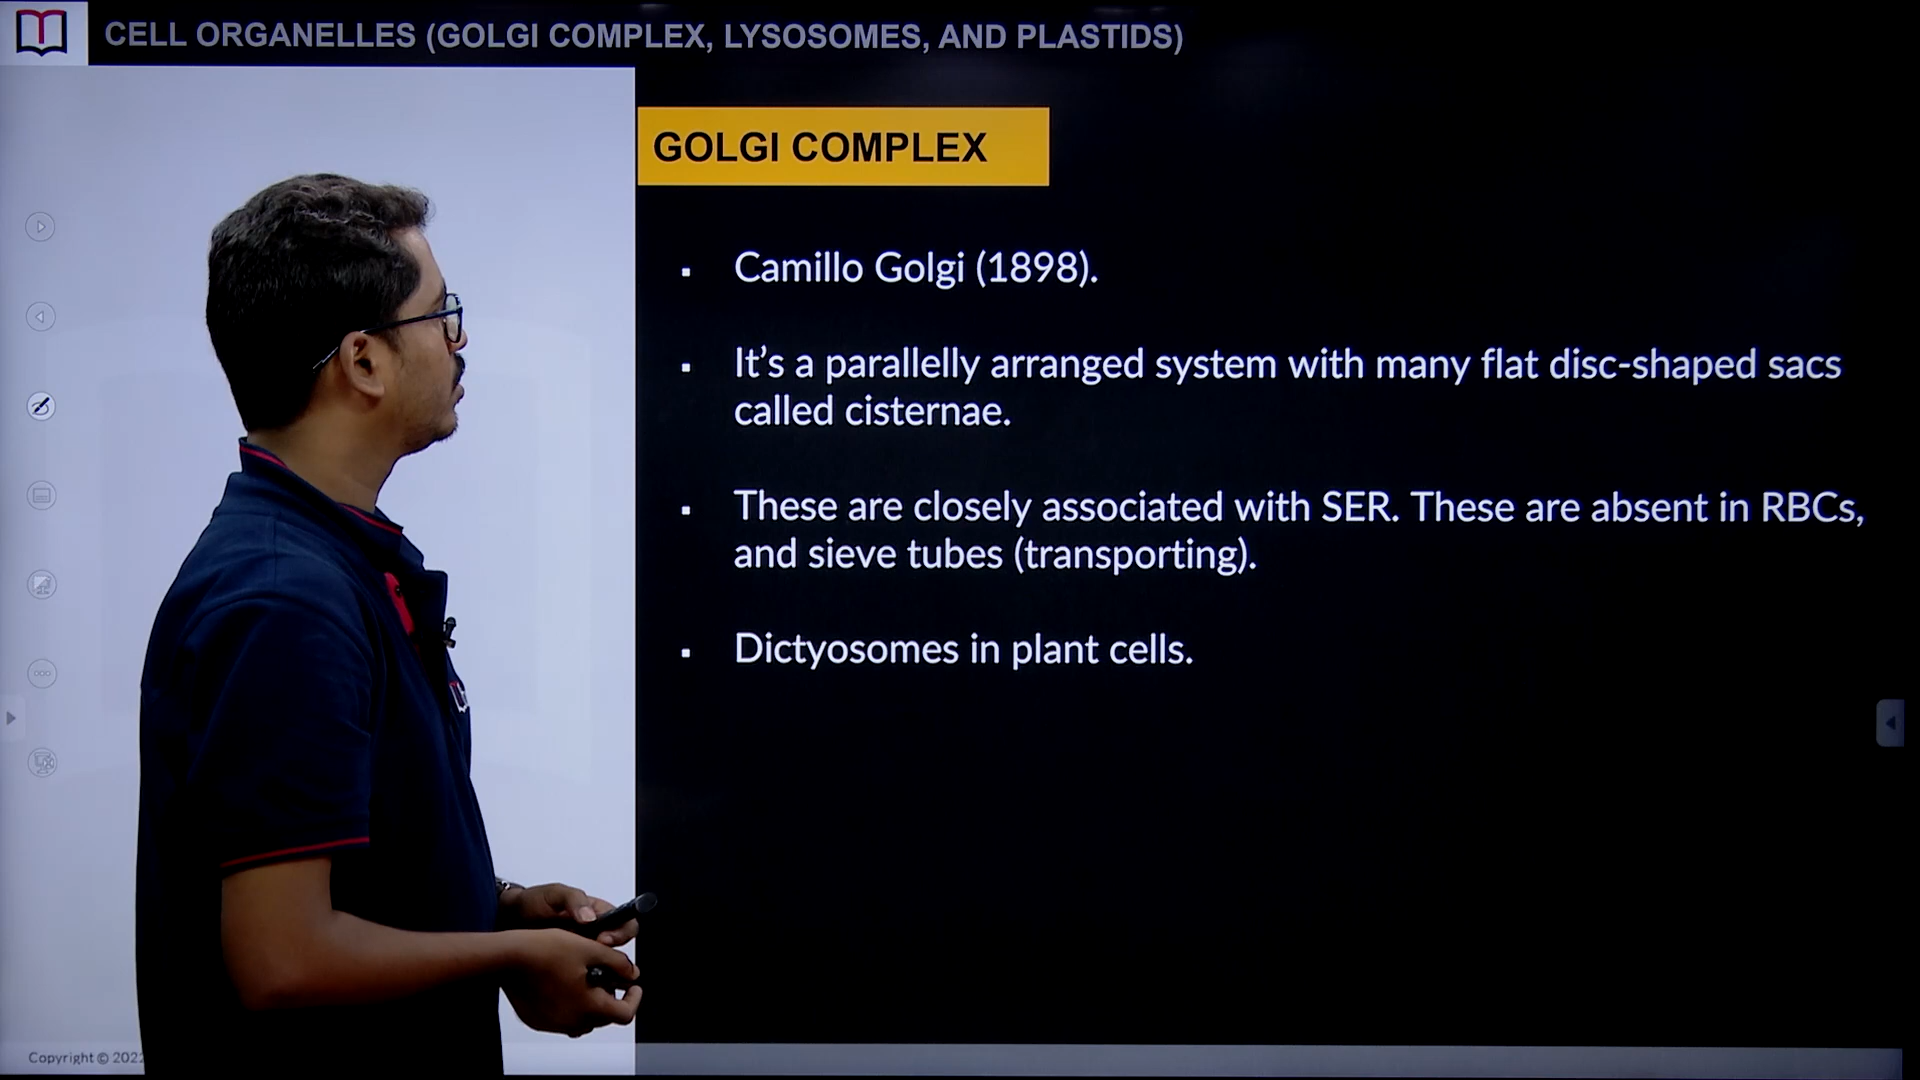 CELL ORGANELLES (GOLGI COMPLEX, LYSOSOMES, AND PLASTIDS)
GOLGI COMPLEX
▪ Camillo Golgi (1898).
▪ It’s a parallelly arranged system with many flat disc-shaped sacs
called cisternae.
▪ These are closely associated with SER. These are absent in RBCs,
and sieve tubes (transporting).
▪ Dictyosomes in plant cells.
Copyright © 2022